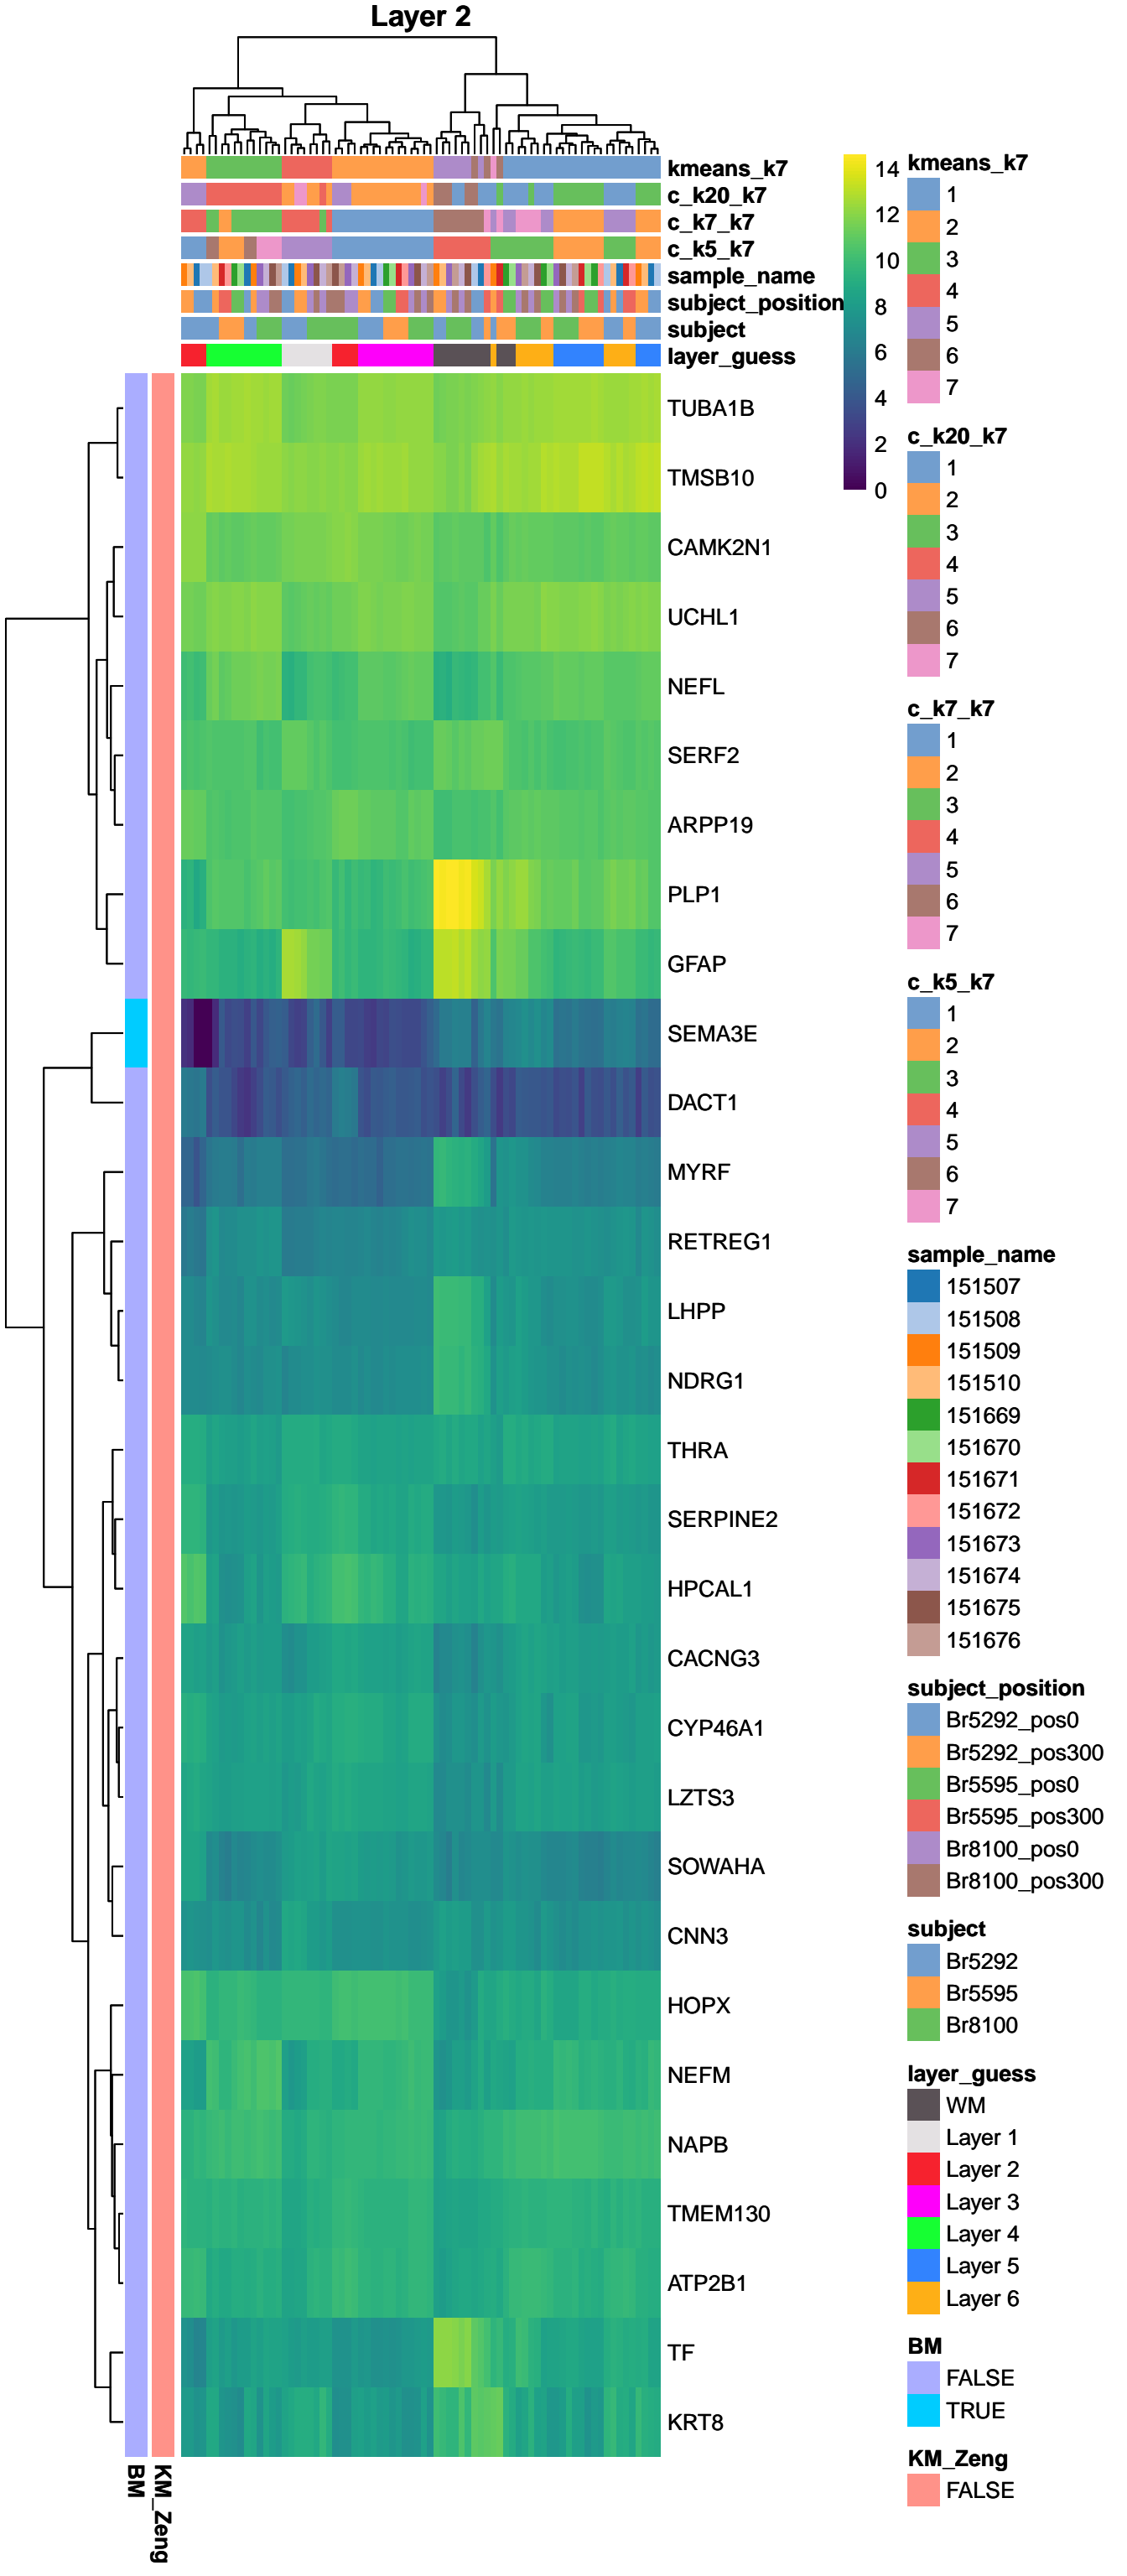 Layer 2
kmeans_k7
c_k20_k7
c_k7_k7
c_k5_k7
sample_name
subject_position
subject
layer_guess
TUBA1B
TMSB10
CAMK2N1
UCHL1
NEFL
SERF2
ARPP19
PLP1
GFAP
SEMA3E
DACT1
MYRF
RETREG1
LHPP
NDRG1
THRA
SERPINE2
HPCAL1
CACNG3
CYP46A1
LZTS3
SOWAHA
CNN3
HOPX
NEFM
NAPB
TMEM130
ATP2B1
TF
KRT8
BM
KM_Zeng
14
12
10
8
6
4
2
0
kmeans_k7
1
2
3
4
5
6
7
c_k20_k7
1
2
3
4
5
6
7
c_k7_k7
1
2
3
4
5
6
7
c_k5_k7
1
2
3
4
5
6
7
sample_name
151507
151508
151509
151510
151669
151670
151671
151672
151673
151674
151675
151676
subject_position
Br5292_pos0
Br5292_pos300
Br5595_pos0
Br5595_pos300
Br8100_pos0
Br8100_pos300
subject
Br5292
Br5595
Br8100
layer_guess
WM
Layer 1
Layer 2
Layer 3
Layer 4
Layer 5
Layer 6
BM
FALSE
TRUE
KM_Zeng
FALSE